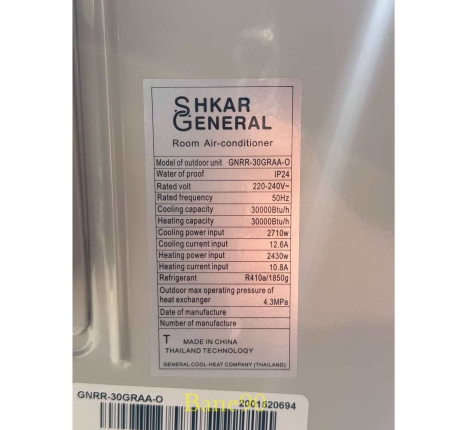 SHKAR
GENERAL
Room Air-conditioner
Model of outdoor unit GNRR-30GRAA-O
Water of proof IP24
Rated volt 220-240V~
Rated frequency 50Hz
Cooling capacity 30000Btu/h
Heating capacity 30000Btu/h
Cooling power input 2710w
Cooling current input 12.6A
Heating power input 2430w
Heating current input 10.8A
Refrigerant R410a/1850g
Outdoor max operating pressure of
heat exchanger 4.3MPa
Date of manufacture
Number of manufacture
T MADE IN CHINA
THAILAND TECHNOLOGY
GENERAL COOL-HEAT COMPANY (THAILAND)
GNRR-30GRAA-O 2001620694